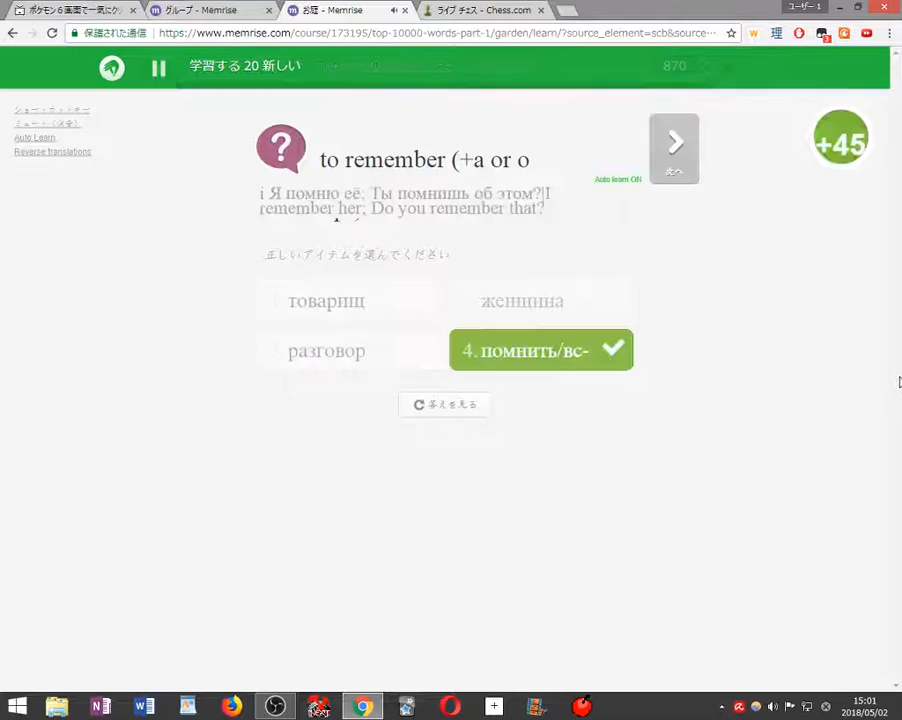 ポケモン６画面で一気にクリ
グループ - Memrise
お庭 - Memrise
ライブ チェス - Chess.com
ユーザー 1
保護された通信
https://www.memrise.com/course/173195/top-10000-words-part-1/garden/learn/?source_element=scb&source…
学習する 20 新しい
870
Auto Learn
Reverse translations
?
to remember (+a or o
次へ
Auto learn ON
+45
i Я помню её; Ты помнишь об этом?|I
remember her; Do you remember that?
正しいアイテムを選んでください
товарищ
женщина
разговор
4. помнить/вс-
答えを見る
15:01
2018/05/02